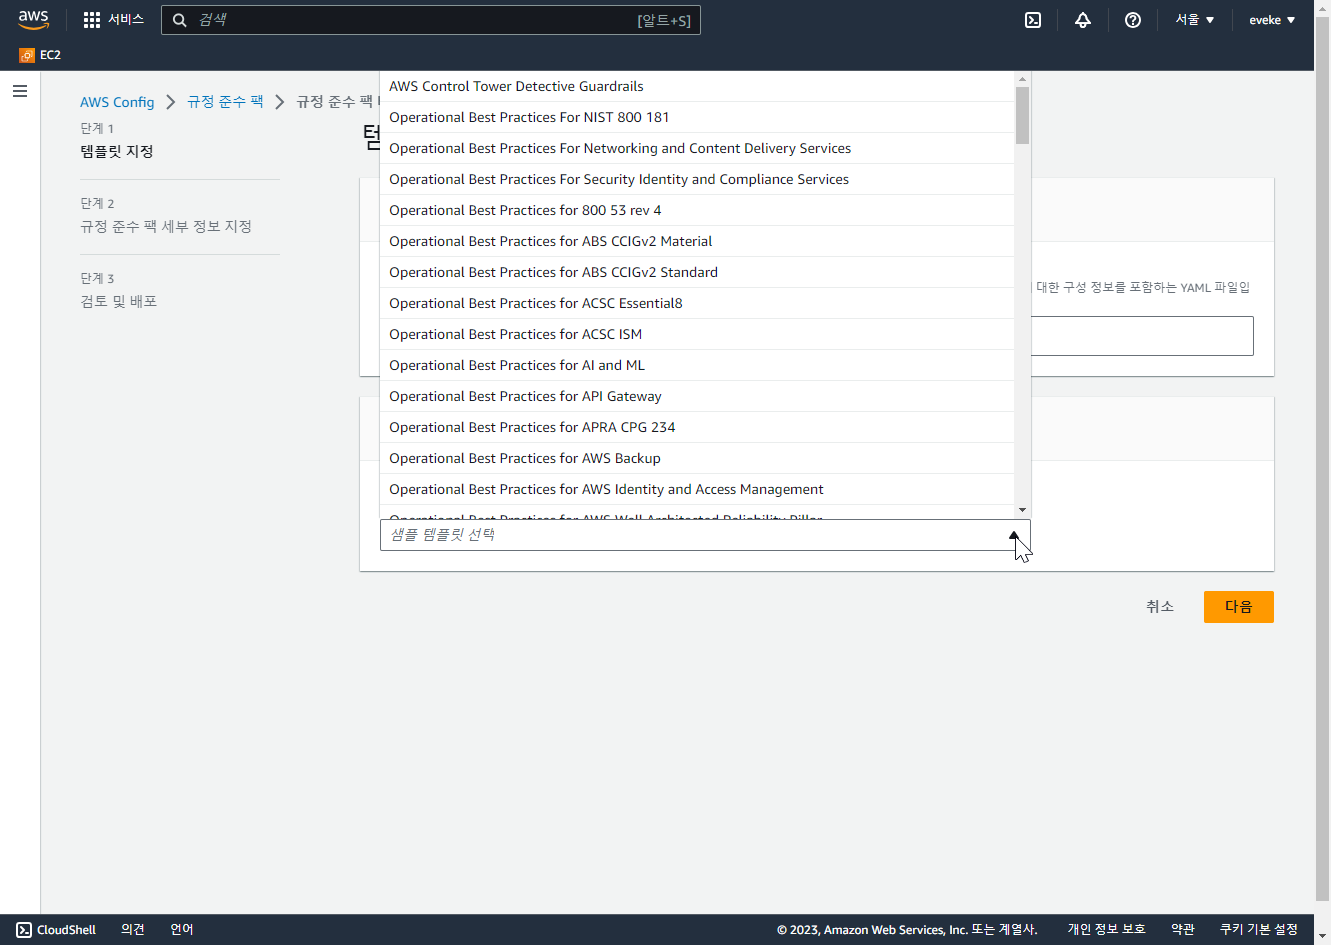 aws
서비스
검색
[알트+S]
서울
eveke
EC2
AWS Config
규정 준수 팩
규정 준수 팩
단계 1
템플릿 지정
단계 2
규정 준수 팩 세부 정보 지정
단계 3
검토 및 배포
AWS Control Tower Detective Guardrails
Operational Best Practices For NIST 800 181
Operational Best Practices For Networking and Content Delivery Services
Operational Best Practices For Security Identity and Compliance Services
Operational Best Practices for 800 53 rev 4
Operational Best Practices for ABS CCIGv2 Material
Operational Best Practices for ABS CCIGv2 Standard
Operational Best Practices for ACSC Essential8
Operational Best Practices for ACSC ISM
Operational Best Practices for AI and ML
Operational Best Practices for API Gateway
Operational Best Practices for APRA CPG 234
Operational Best Practices for AWS Backup
Operational Best Practices for AWS Identity and Access Management
Operational Best Practices for AWS Well Architected Reliability Pillar
샘플 템플릿 선택
대한 구성 정보를 포함하는 YAML 파일입
취소
다음
CloudShell
의견
언어
© 2023, Amazon Web Services, Inc. 또는 계열사.
개인 정보 보호
약관
쿠키 기본 설정